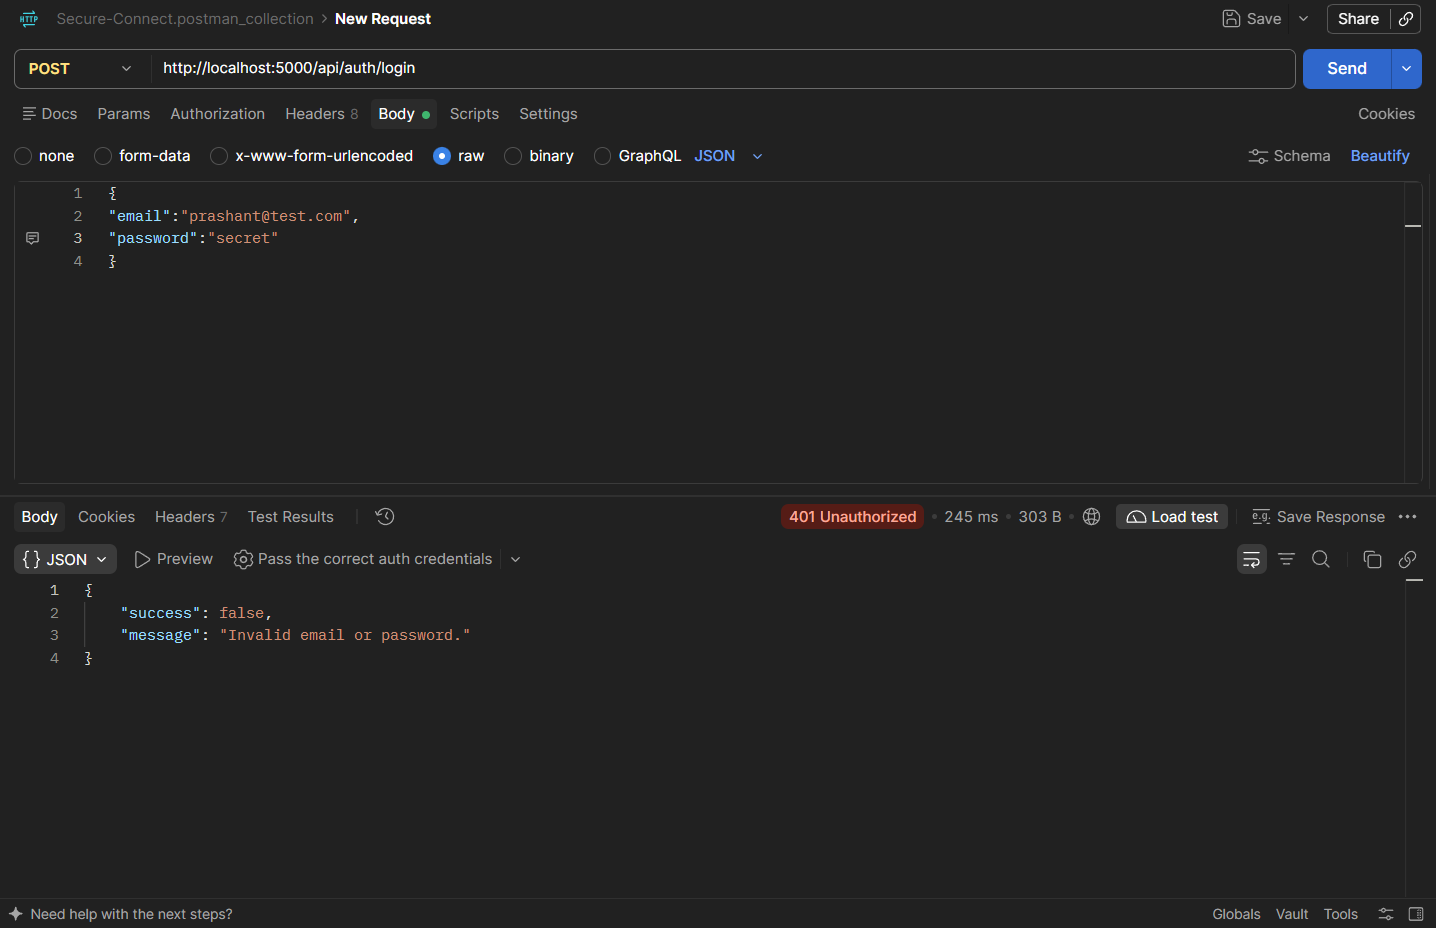 HTTP Secure-Connect.postman_collection > New Request Save Share
POST http://localhost:5000/api/auth/login Send
Docs Params Authorization Headers 8 Body Scripts Settings Cookies
none form-data x-www-form-urlencoded raw binary GraphQL JSON Schema Beautify
1 {
2 "email":"prashant@test.com",
3 "password":"secret"
4 }
Body Cookies Headers 7 Test Results 401 Unauthorized • 245 ms • 303 B • Load test e.g. Save Response
{} JSON Preview Pass the correct auth credentials
1 {
2 "success": false,
3 "message": "Invalid email or password."
4 }
Need help with the next steps? Globals Vault Tools